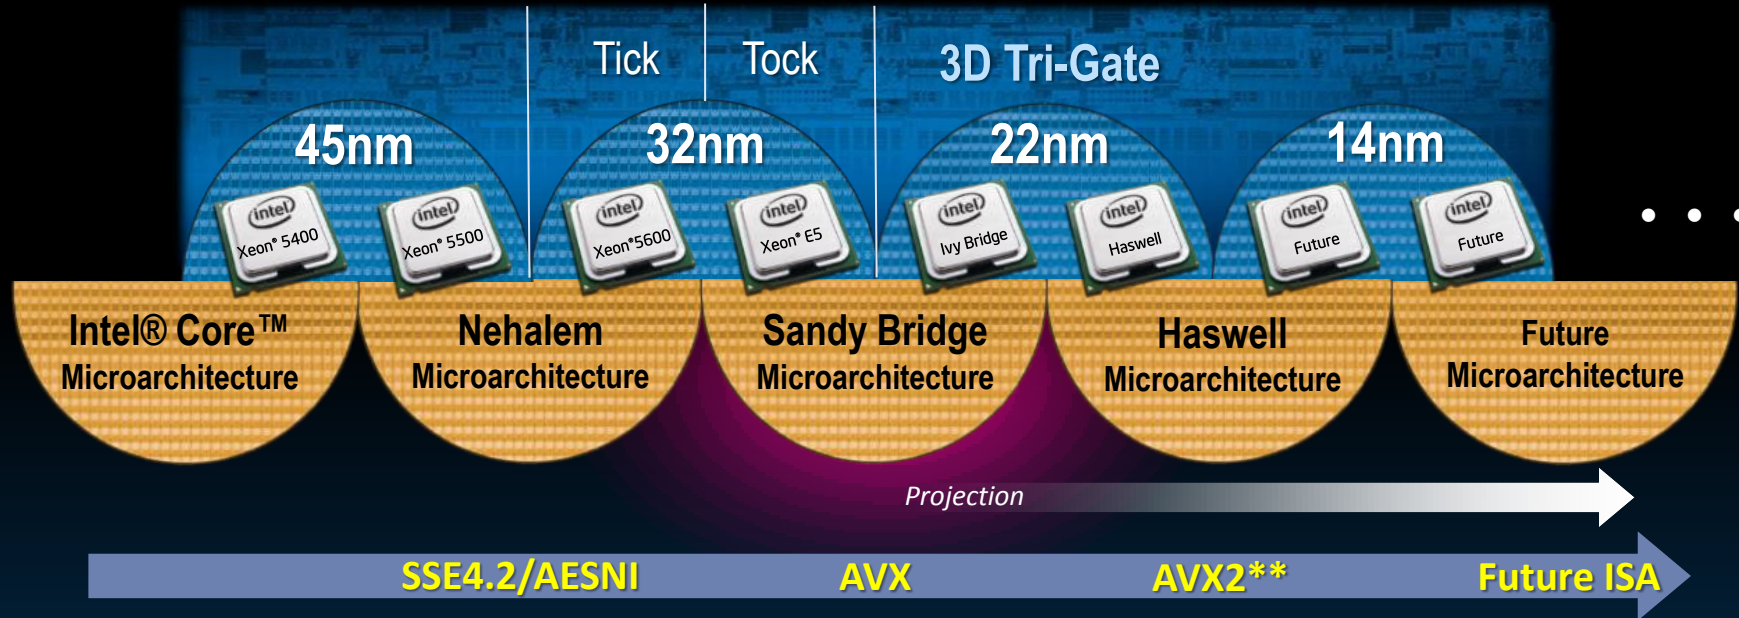 Tick
Tock
3D Tri-Gate
45nm
32nm
22nm
14nm
intel
Xeon® 5400
intel
Xeon® 5500
intel
Xeon®5600
intel
Xeon® E5
intel
Ivy Bridge
intel
Haswell
intel
Future
intel
Future
. . .
Intel® Core™
Microarchitecture
Nehalem
Microarchitecture
Sandy Bridge
Microarchitecture
Haswell
Microarchitecture
Future
Microarchitecture
Projection
SSE4.2/AESNI
AVX
AVX2**
Future ISA